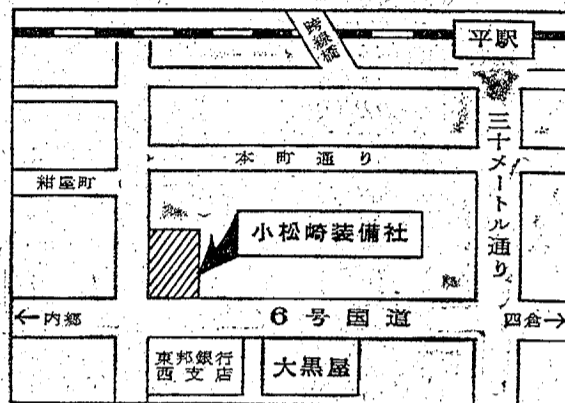 跨線橋
平駅
三十メートル通り
本町通り
紺屋町
小松崎装備社
←内郷
6号国道
四倉→
東邦銀行
西支店
大黒屋